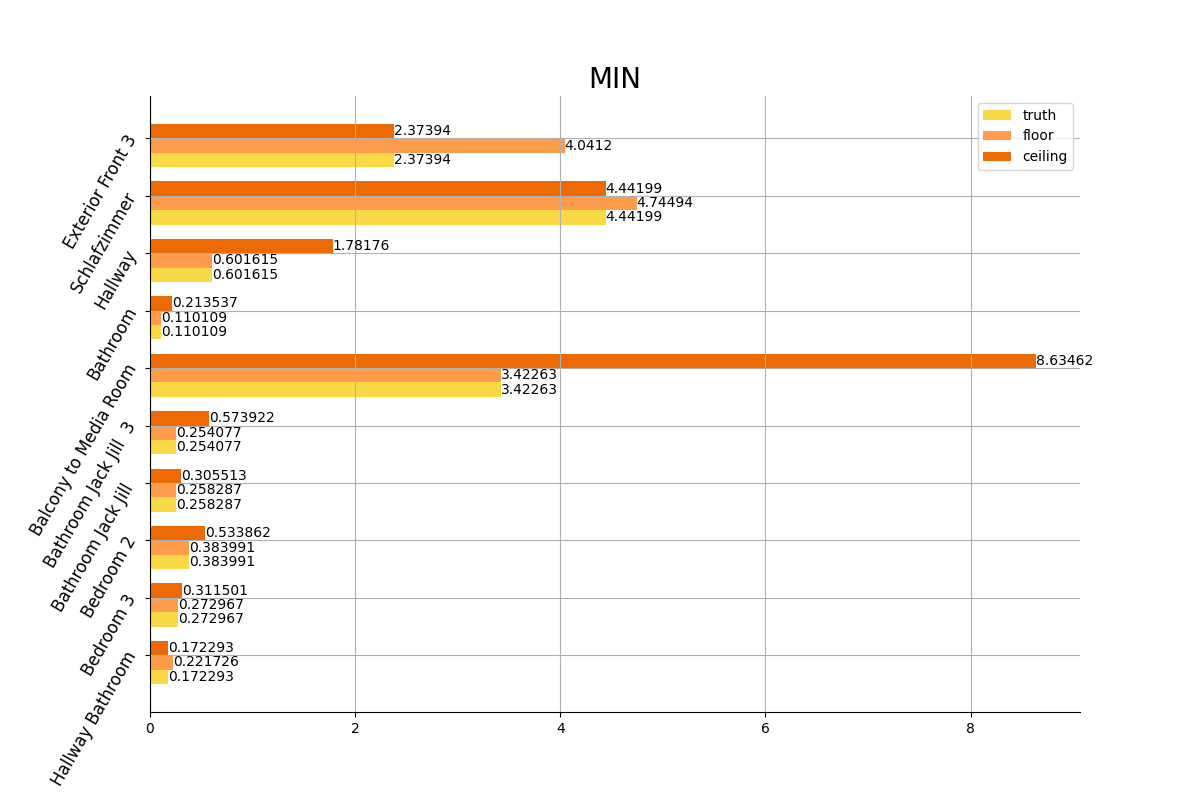 MIN
truth
floor
ceiling
Exterior Front 3
2.37394
4.0412
2.37394
Schlafzimmer
4.44199
4.74494
4.44199
Hallway
1.78176
0.601615
0.601615
Bathroom
0.213537
0.110109
0.110109
Balcony to Media Room
8.63462
3.42263
3.42263
Bathroom Jack Jill  3
0.573922
0.254077
0.254077
Bathroom Jack Jill
0.305513
0.258287
0.258287
Bedroom 2
0.533862
0.383991
0.383991
Bedroom 3
0.311501
0.272967
0.272967
Hallway Bathroom
0.172293
0.221726
0.172293
0 2 4 6 8